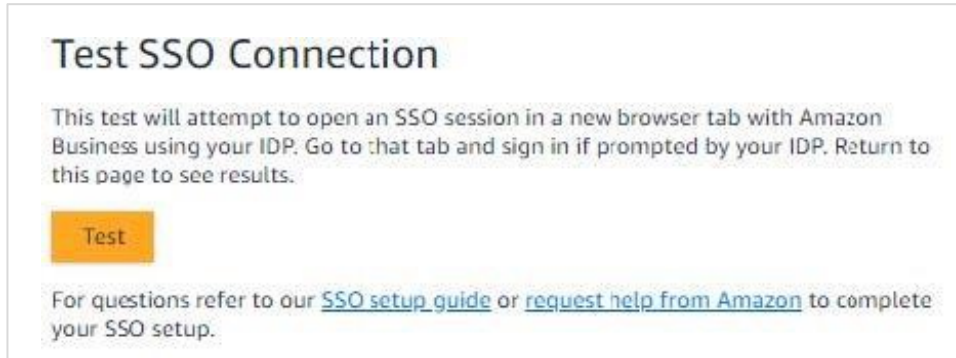 Test SSO Connection
This test will attempt to open an SSO session in a new browser tab with Amazon
Business using your IDP. Go to that tab and sign in if prompted by your IDP. Return to
this page to see results.
Test
For questions refer to our SSO setup guide or request help from Amazon to complete
your SSO setup.